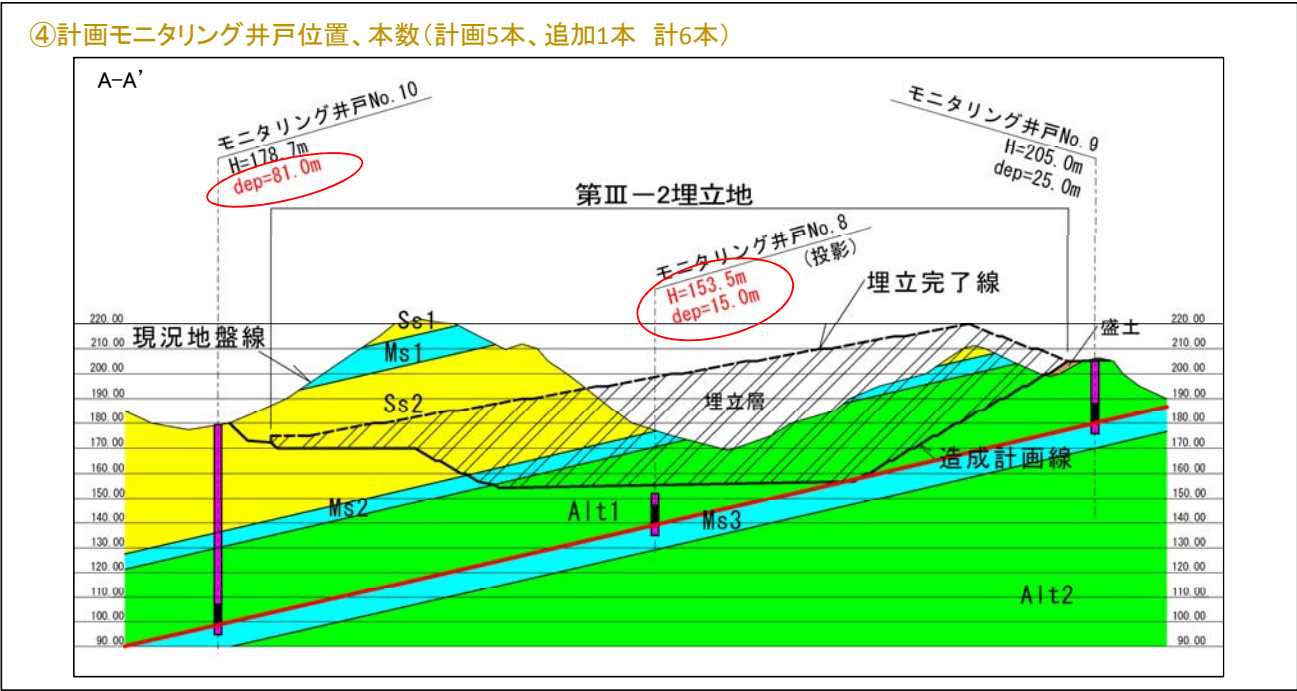 ④計画モニタリング井戸位置、本数(計画5本、追加1本 計6本)
A-A’
モニタリング井戸No.10
H=178.7m
dep=81.0m
モニタリング井戸No.9
H=205.0m
dep=25.0m
第Ⅲ-2埋立地
モニタリング井戸No.8
(投影)
H=153.5m
dep=15.0m
埋立完了線
盛土
現況地盤線
Ss1
Ms1
Ss2
埋立層
造成計画線
Ms2
Alt1
Ms3
Alt2
220.00
210.00
200.00
190.00
180.00
170.00
160.00
150.00
140.00
130.00
120.00
110.00
100.00
90.00
220.00
210.00
200.00
190.00
180.00
170.00
160.00
150.00
140.00
130.00
120.00
110.00
100.00
90.00